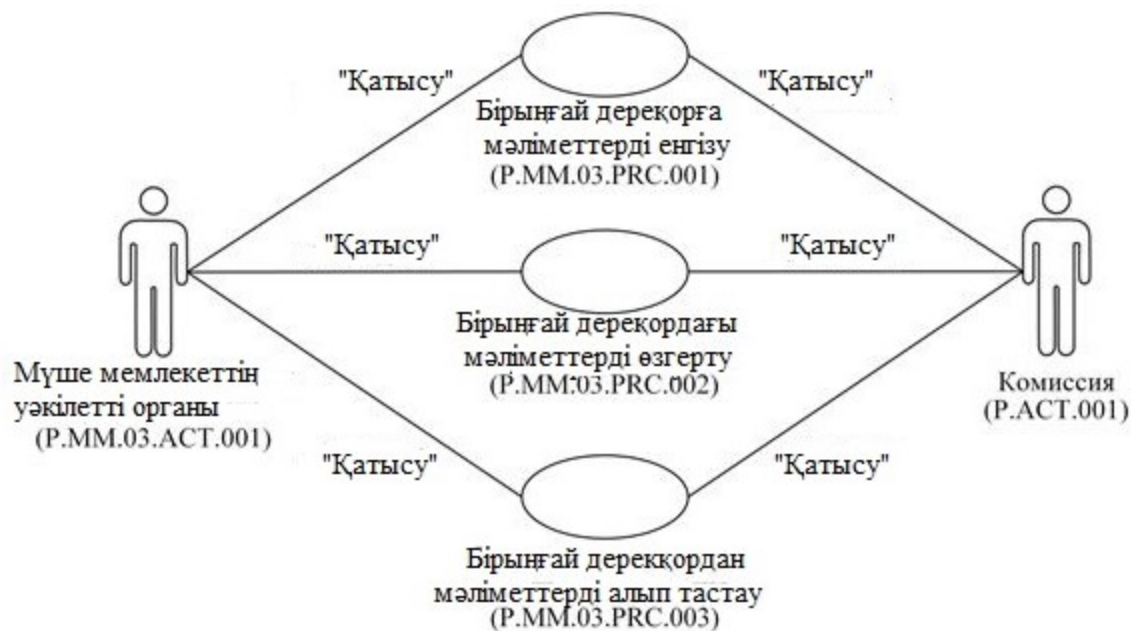 "Қатысу"
"Қатысу"
Бірыңғай дереқорға
мәліметтерді енгізу
(P.MM.03.PRC.001)
"Қатысу"
"Қатысу"
Бірыңғай дереқордағы
мәліметтерді өзгерту
(P.MM.03.PRC.002)
Мүше мемлекеттің
уәкілетті органы
(P.MM.03.ACT.001)
Комиссия
(P.ACT.001)
"Қатысу"
"Қатысу"
Бірыңғай дерекқордан
мәліметтерді алып тастау
(P.MM.03.PRC.003)